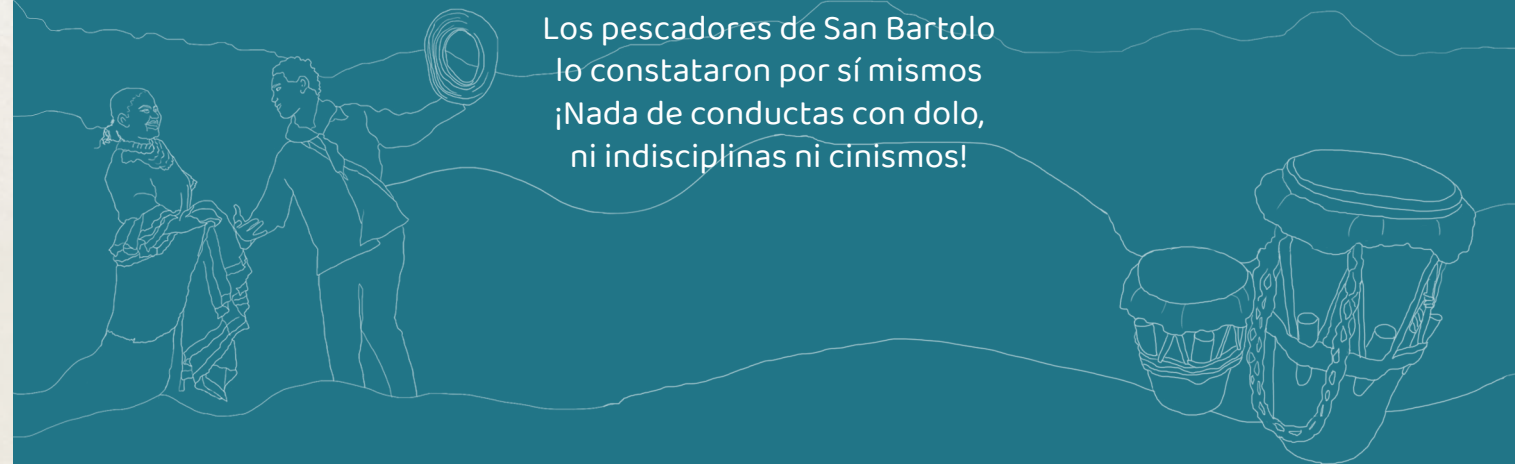 Los pescadores de San Bartolo
lo constataron por sí mismos
¡Nada de conductas con dolo,
ni indisciplinas ni cinismos!